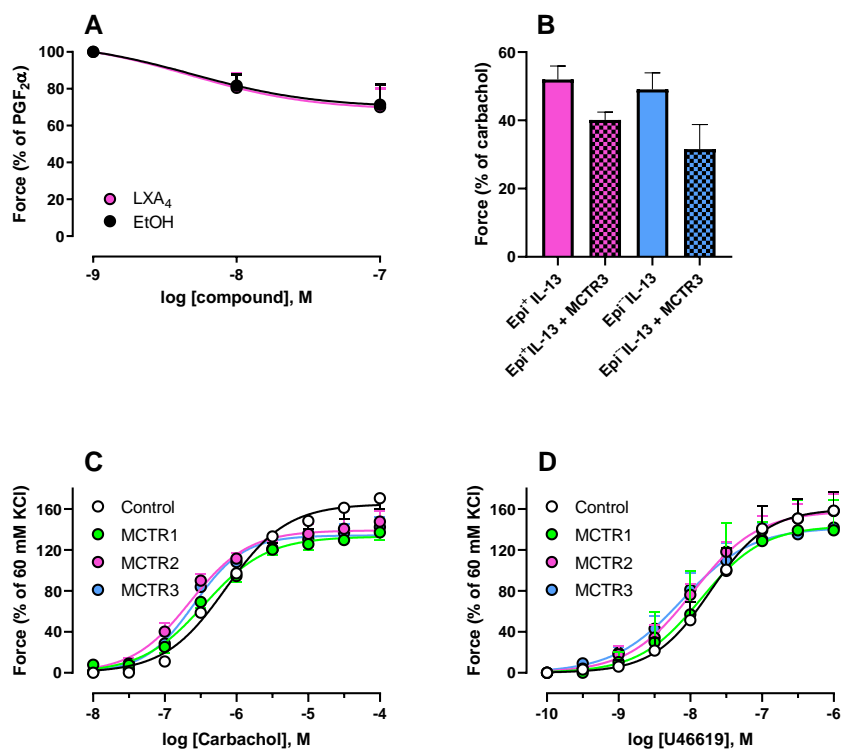 A
Force (% of PGF₂α)
100
80
60
40
20
0
LXA₄
EtOH
-9
-8
-7
log [compound], M
B
Force (% of carbachol)
60
40
20
0
Epi⁺ IL-13
Epi⁺IL-13 + MCTR3
Epi⁻ IL-13
Epi⁻IL-13 + MCTR3
C
Force (% of 60 mM KCl)
160
120
80
40
0
Control
MCTR1
MCTR2
MCTR3
-8
-7
-6
-5
-4
log [Carbachol], M
D
Force (% of 60 mM KCl)
160
120
80
40
0
Control
MCTR1
MCTR2
MCTR3
-10
-9
-8
-7
-6
log [U46619], M